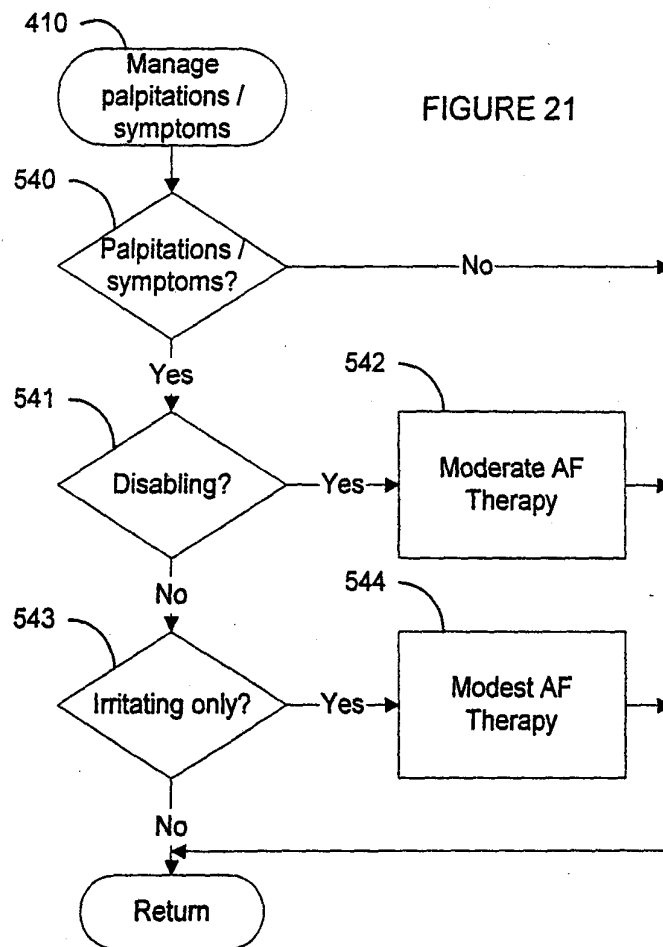 410
Manage
palpitations /
symptoms
FIGURE 21
540
Palpitations /
symptoms?
No
Yes
541
Disabling?
Yes
542
Moderate AF
Therapy
No
543
Irritating only?
Yes
544
Modest AF
Therapy
No
Return